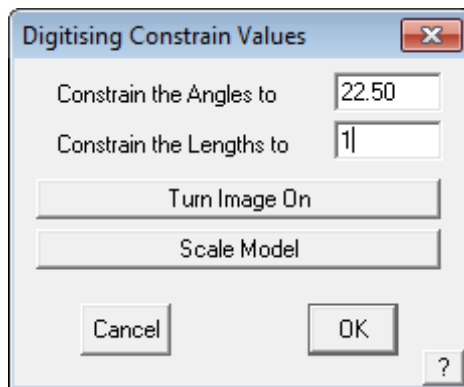 Digitising Constrain Values
Constrain the Angles to 22.50
Constrain the Lengths to 1
Turn Image On
Scale Model
Cancel OK
?